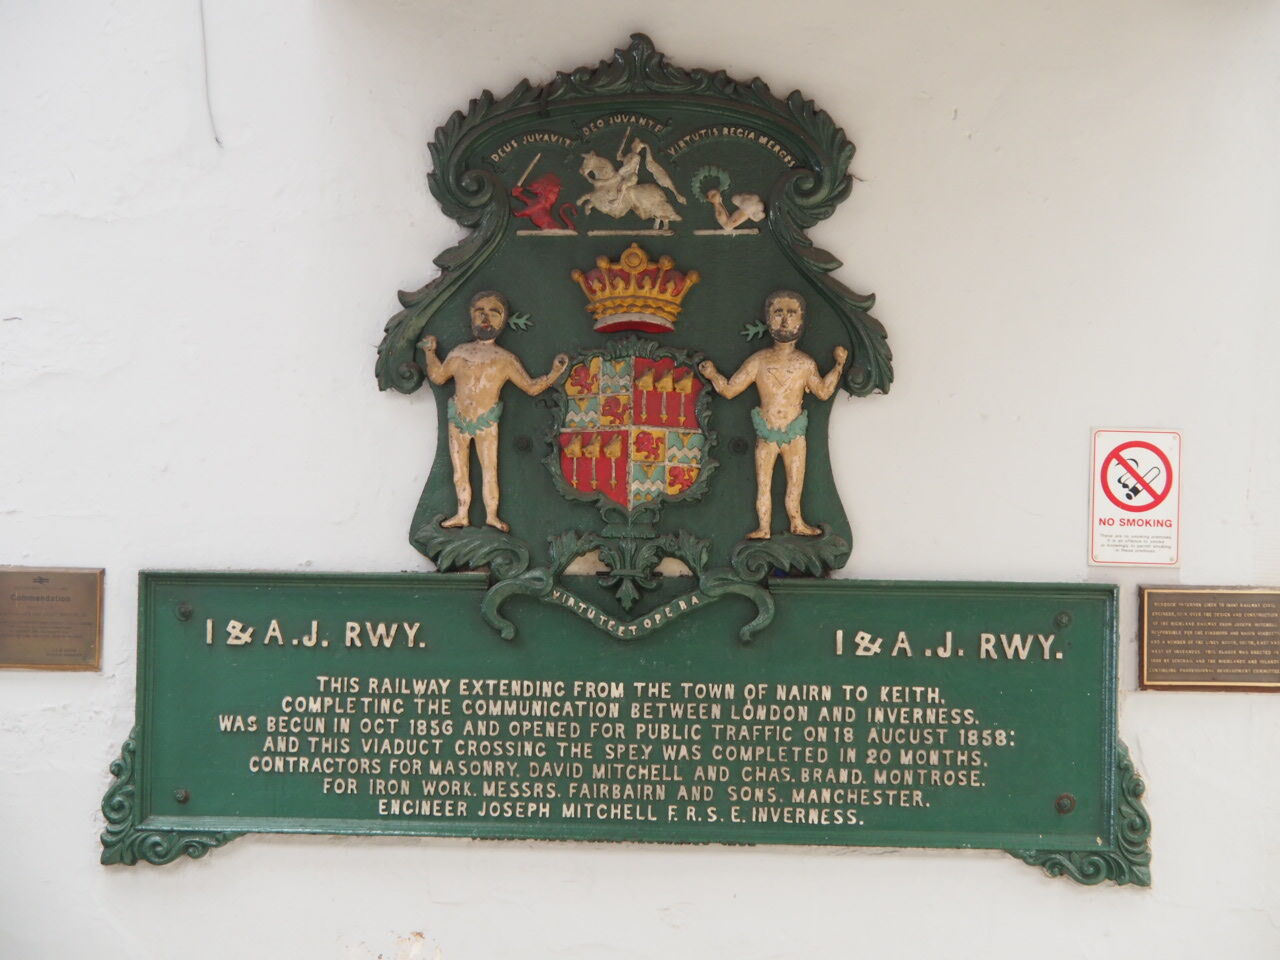 DEUS JUVAVIT
DEO JUVANTE
VIRTUTIS REGIA MERCES
VIRTUTE ET OPERA
I & A. J. RWY.
I & A. J. RWY.
THIS RAILWAY EXTENDING FROM THE TOWN OF NAIRN TO KEITH,
COMPLETING THE COMMUNICATION BETWEEN LONDON AND INVERNESS.
WAS BEGUN IN OCT 1856 AND OPENED FOR PUBLIC TRAFFIC ON 18 AUGUST 1858:
AND THIS VIADUCT CROSSING THE SPEY WAS COMPLETED IN 20 MONTHS.
CONTRACTORS FOR MASONRY. DAVID MITCHELL AND CHAS. BRAND. MONTROSE.
FOR IRON WORK. MESSRS. FAIRBAIRN AND SONS. MANCHESTER.
ENGINEER JOSEPH MITCHELL F.R.S.E. INVERNESS.
NO SMOKING
Commendation